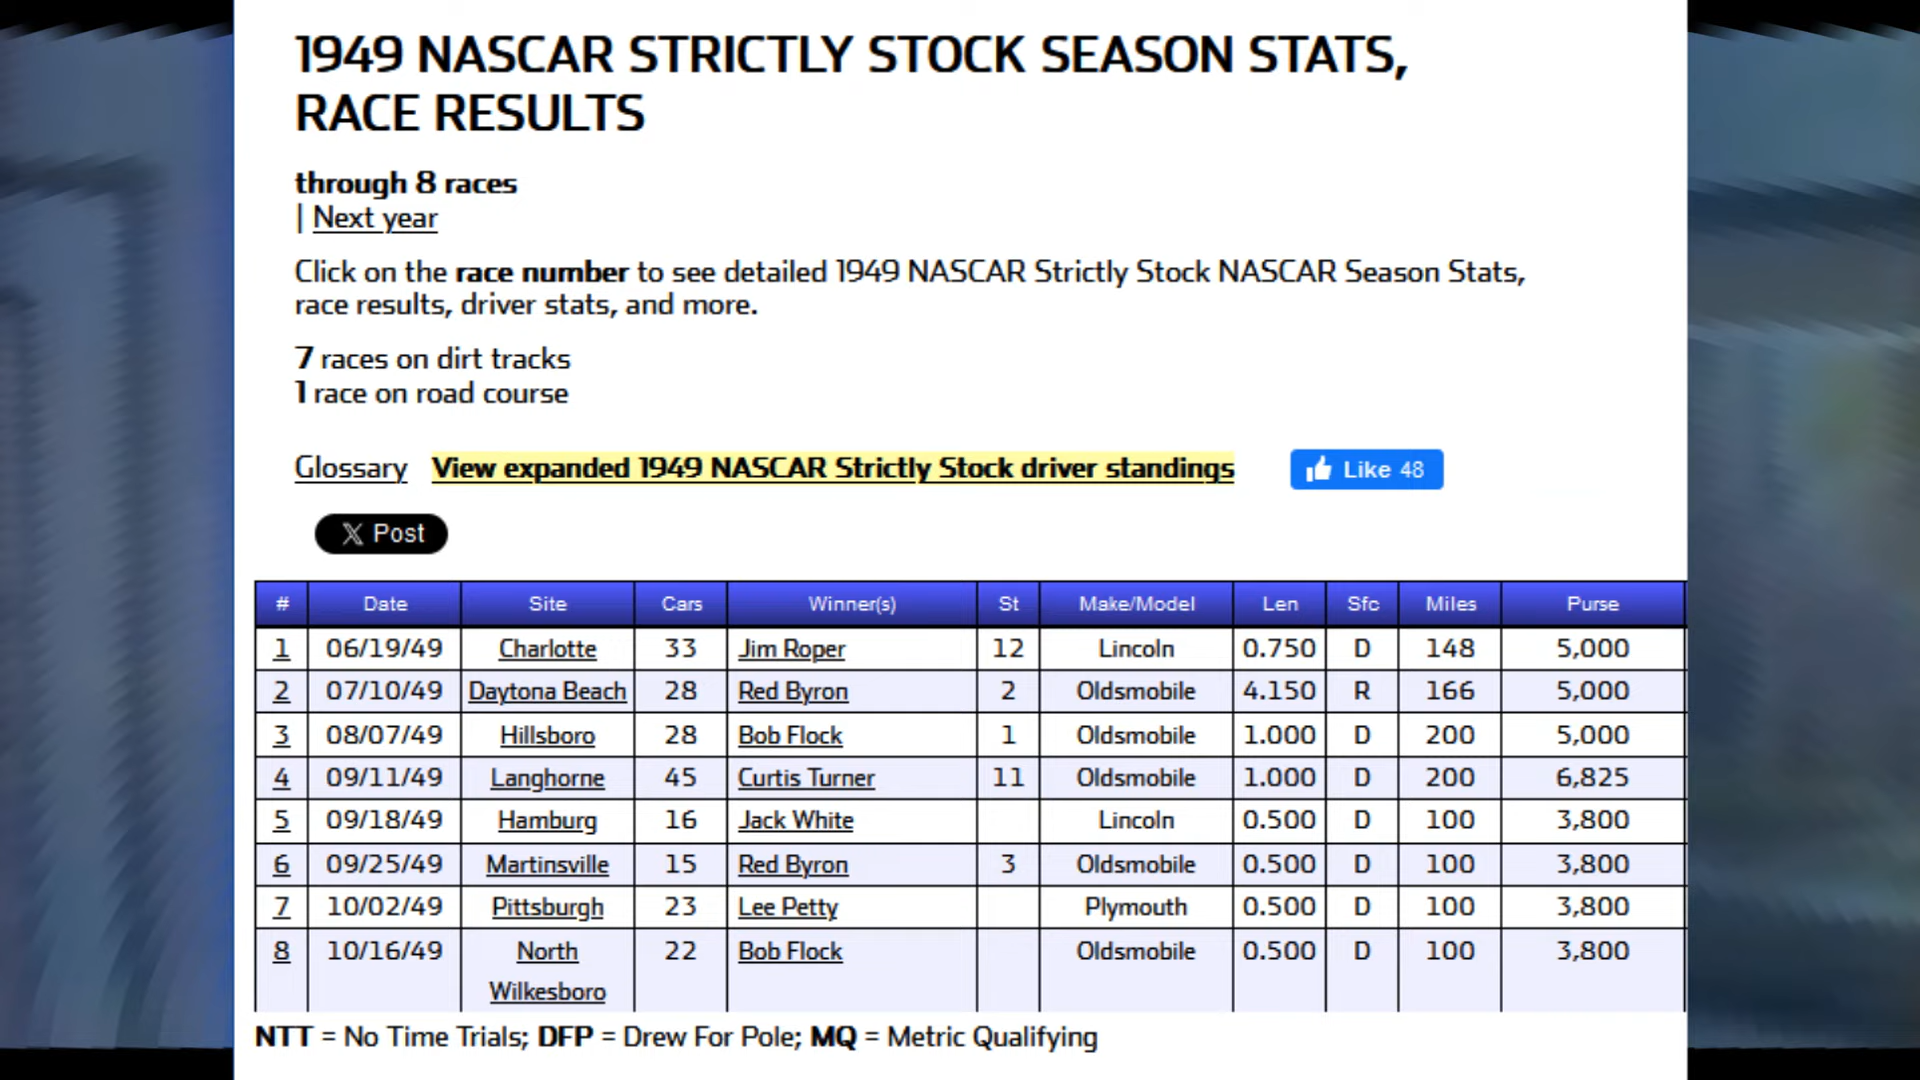 1949 NASCAR STRICTLY STOCK SEASON STATS,
RACE RESULTS
through 8 races
| Next year
Click on the race number to see detailed 1949 NASCAR Strictly Stock NASCAR Season Stats,
race results, driver stats, and more.
7 races on dirt tracks
1 race on road course
Glossary View expanded 1949 NASCAR Strictly Stock driver standings Like 48
X Post
# Date Site Cars Winner(s) St Make/Model Len Sfc Miles Purse
1 06/19/49 Charlotte 33 Jim Roper 12 Lincoln 0.750 D 148 5,000
2 07/10/49 Daytona Beach 28 Red Byron 2 Oldsmobile 4.150 R 166 5,000
3 08/07/49 Hillsboro 28 Bob Flock 1 Oldsmobile 1.000 D 200 5,000
4 09/11/49 Langhorne 45 Curtis Turner 11 Oldsmobile 1.000 D 200 6,825
5 09/18/49 Hamburg 16 Jack White Lincoln 0.500 D 100 3,800
6 09/25/49 Martinsville 15 Red Byron 3 Oldsmobile 0.500 D 100 3,800
7 10/02/49 Pittsburgh 23 Lee Petty Plymouth 0.500 D 100 3,800
8 10/16/49 North 22 Bob Flock Oldsmobile 0.500 D 100 3,800
Wilkesboro
NTT = No Time Trials; DFP = Drew For Pole; MQ = Metric Qualifying